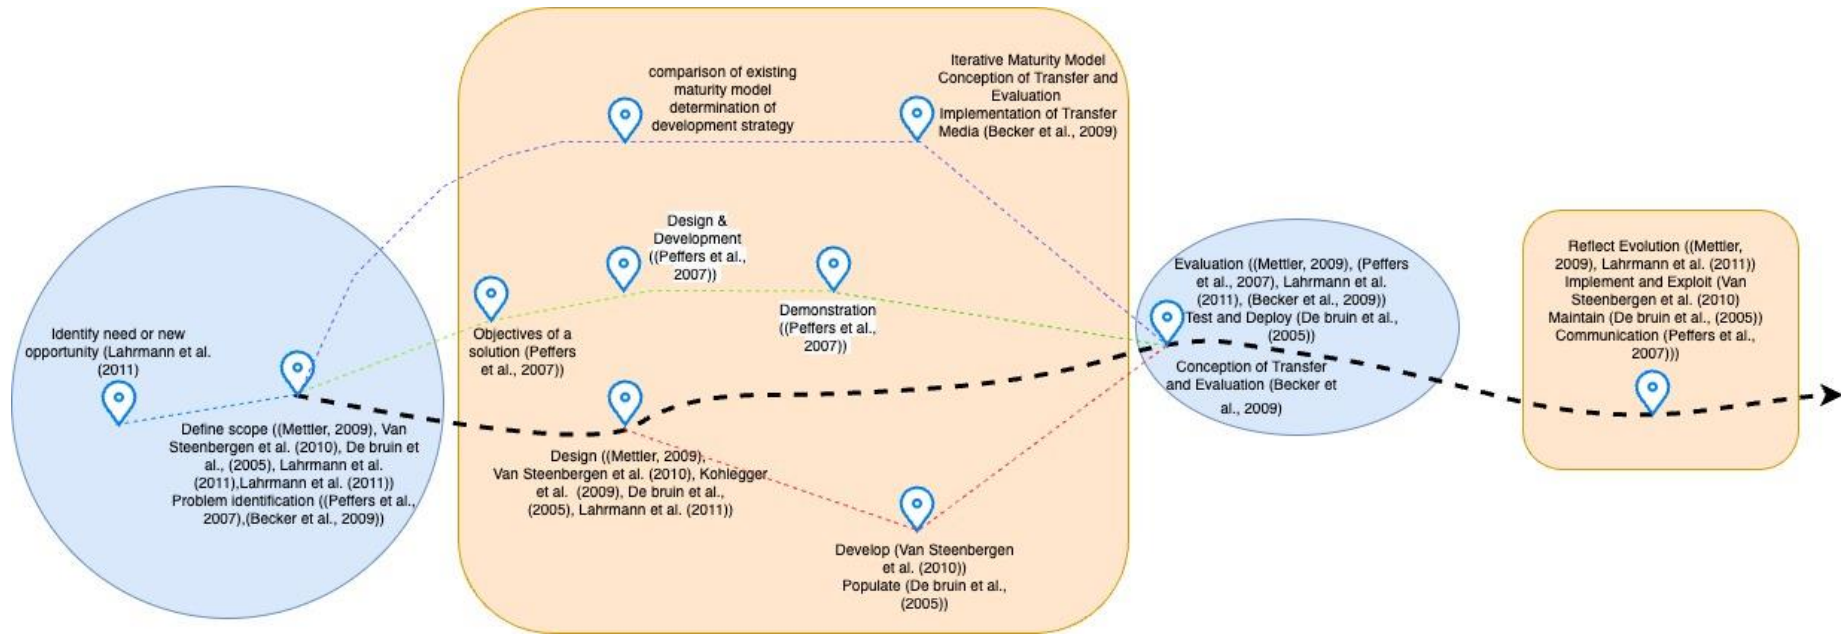 Identify need or new
opportunity (Lahrmann et al.
(2011)
Define scope ((Mettler, 2009), Van
Steenbergen et al. (2010), De bruin et
al., (2005), Lahrmann et al.
(2011),Lahrmann et al. (2011))
Problem identification ((Peffers et al.,
2007),(Becker et al., 2009))
comparison of existing
maturity model
determination of
development strategy
Iterative Maturity Model
Conception of Transfer and
Evaluation
Implementation of Transfer
Media (Becker et al., 2009)
Objectives of a
solution (Peffers
et al., 2007))
Design &
Development
((Peffers et al.,
2007))
Demonstration
((Peffers et al.,
2007))
Design ((Mettler, 2009),
Van Steenbergen et al. (2010), Kohlegger
et al. (2009), De bruin et al.,
(2005), Lahrmann et al. (2011))
Develop (Van Steenbergen
et al. (2010))
Populate (De bruin et al.,
(2005))
Evaluation ((Mettler, 2009), (Peffers
et al., 2007), Lahrmann et al.
(2011), (Becker et al., 2009))
Test and Deploy (De bruin et al.,
(2005))
Conception of Transfer
and Evaluation (Becker et
al., 2009)
Reflect Evolution ((Mettler,
2009), Lahrmann et al. (2011))
Implement and Exploit (Van
Steenbergen et al. (2010)
Maintain (De bruin et al., (2005))
Communication (Peffers et al.,
2007)))